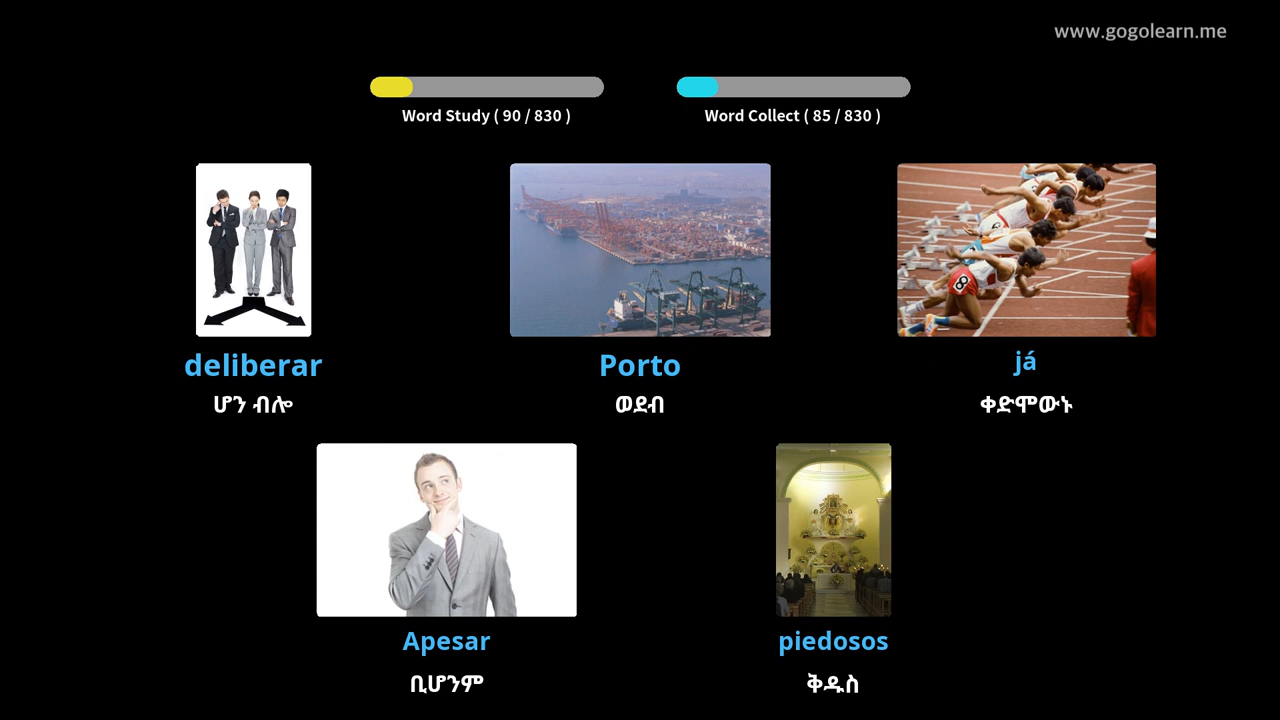 www.gogolearn.me
Word Study ( 90 / 830 )
Word Collect ( 85 / 830 )
deliberar
Porto
já
ሆን ብሎ
ወደብ
ቀድሞውኑ
Apesar
piedosos
ቢሆንም
ቅዱስ